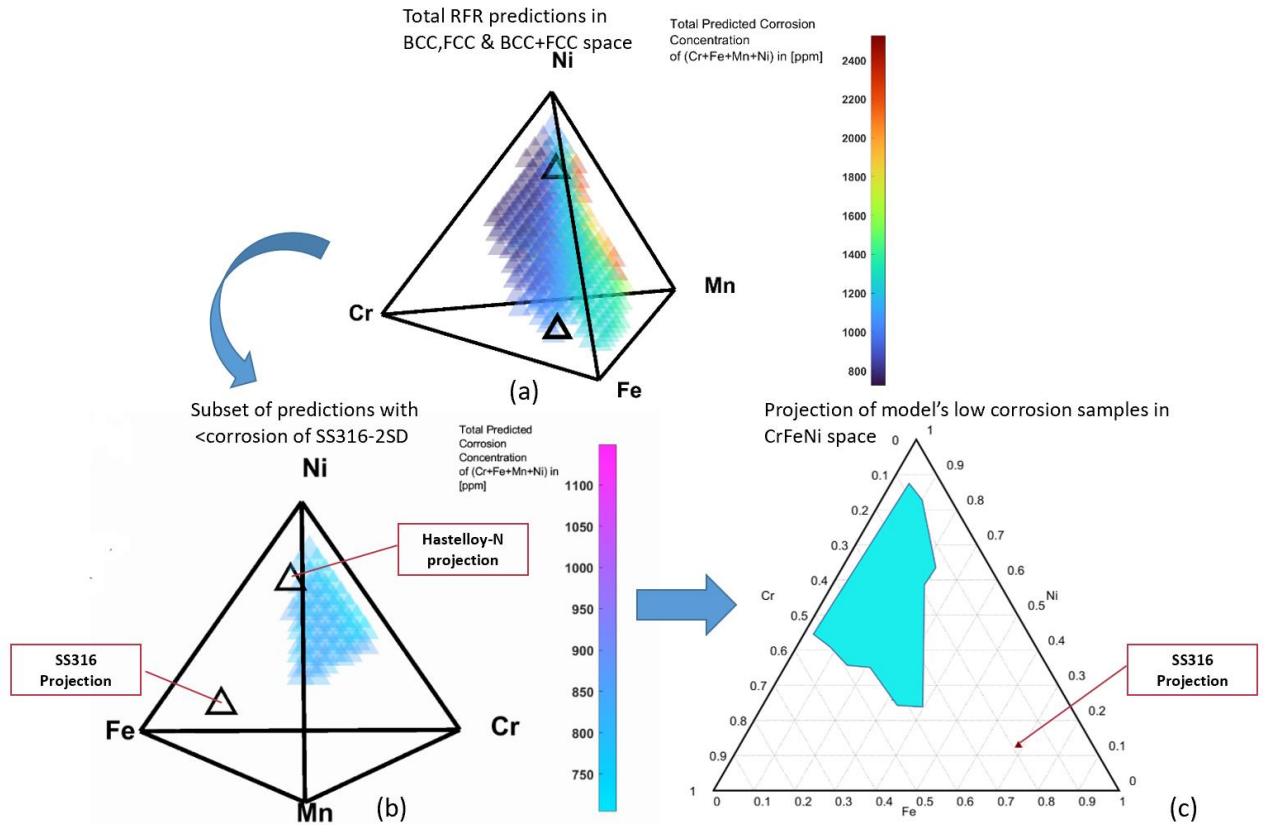 Total RFR predictions in
BCC,FCC & BCC+FCC space
Total Predicted Corrosion
Concentration
of (Cr+Fe+Mn+Ni) in [ppm]
Ni
Cr
Mn
Fe
2400
2200
2000
1800
1600
1400
1200
1000
800
(a)
Subset of predictions with
<corrosion of SS316-2SD
Total Predicted
Corrosion
Concentration
of (Cr+Fe+Mn+Ni) in
[ppm]
Ni
Hastelloy-N
projection
SS316
Projection
Fe
Cr
Mn
1100
1050
1000
950
900
850
800
750
(b)
Projection of model's low corrosion samples in
CrFeNi space
0
0.1
0.2
0.3
0.4
0.5
0.6
0.7
0.8
0.9
1
Cr
1
0.9
0.8
0.7
0.6
0.5
0.4
0.3
0.2
0.1
0
Ni
SS316
Projection
0
0.1
0.2
0.3
0.4
0.5
0.6
0.7
0.8
0.9
1
Fe
(c)